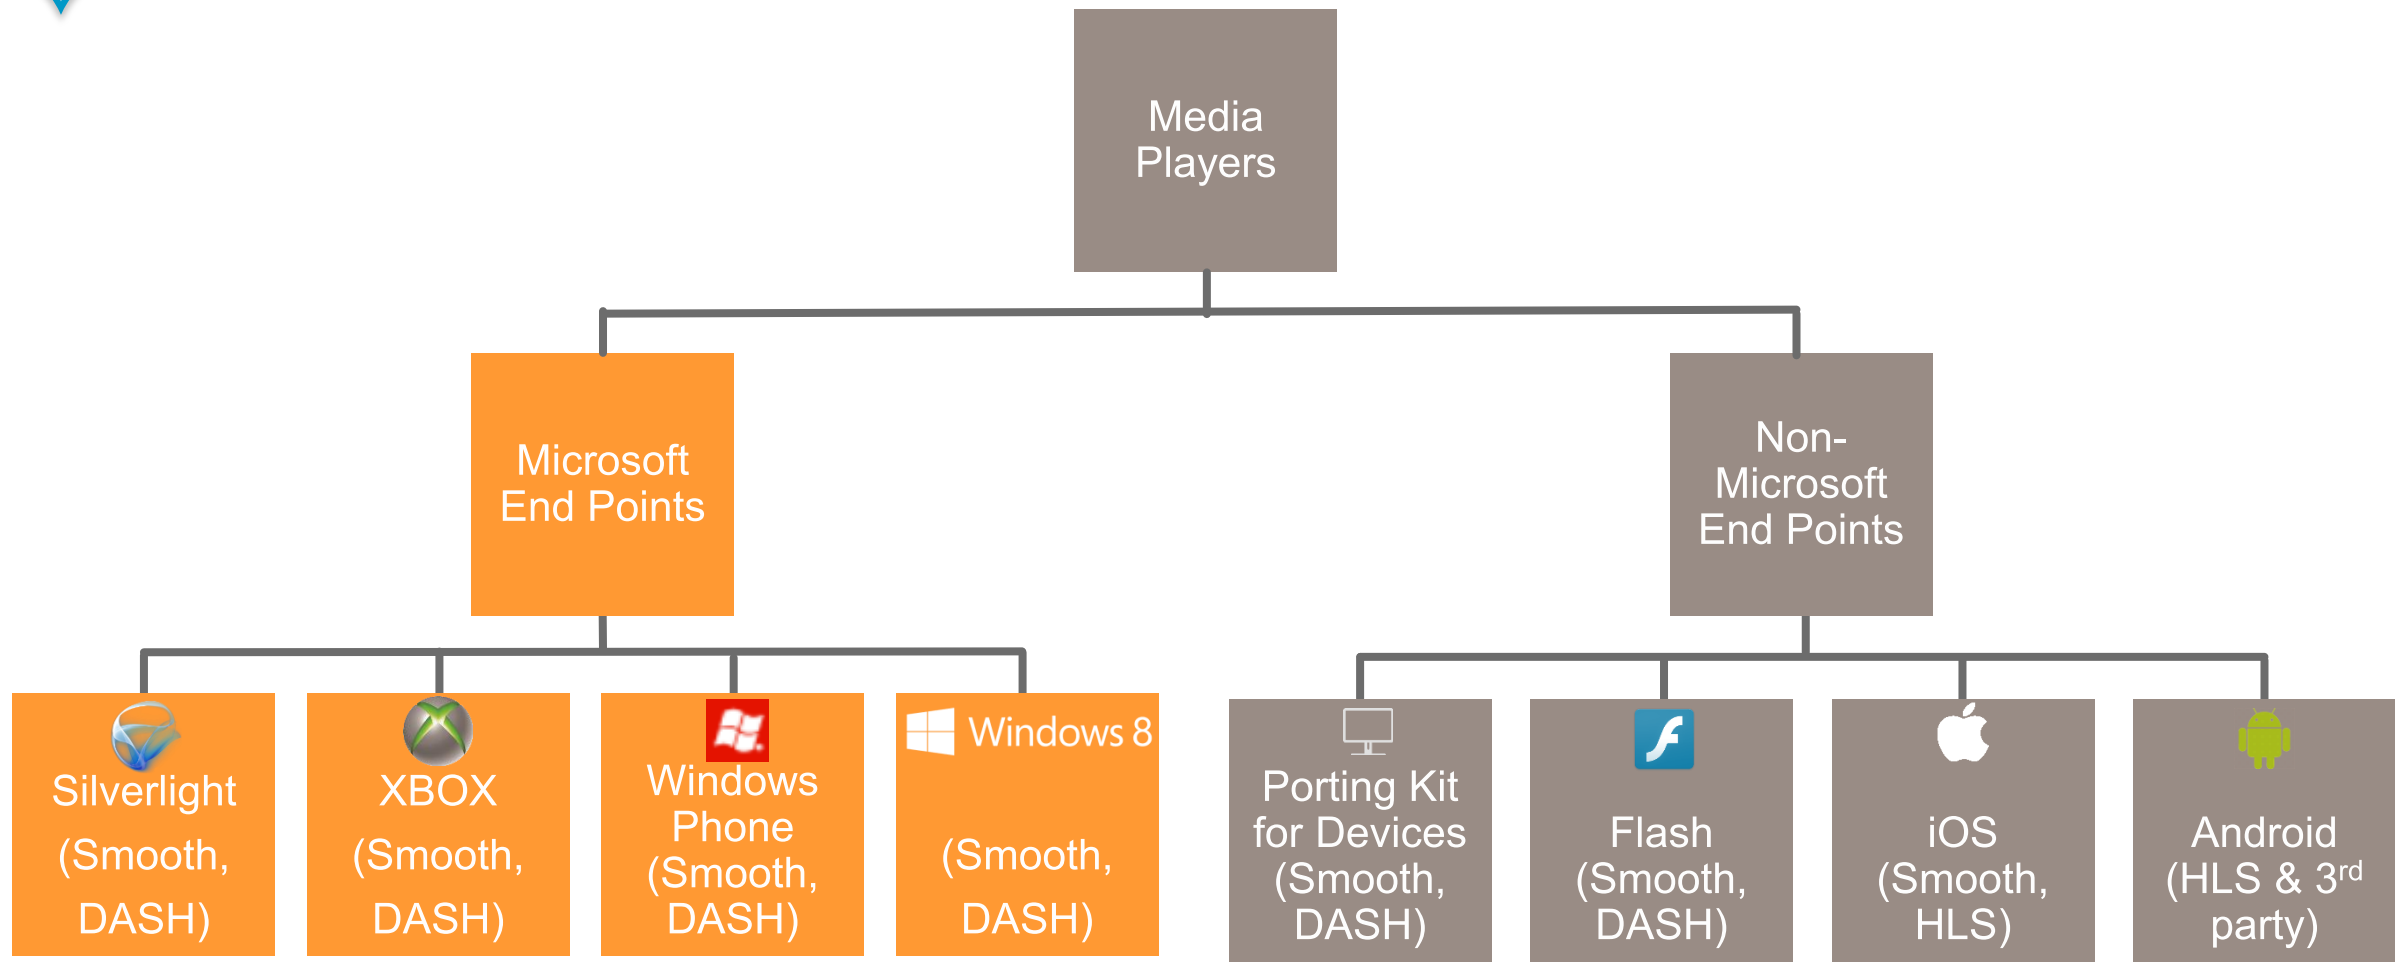 Media
Players
Microsoft
End Points
Non-
Microsoft
End Points
Silverlight
(Smooth,
DASH)
XBOX
(Smooth,
DASH)
Windows
Phone
(Smooth,
DASH)
Windows 8
(Smooth,
DASH)
Porting Kit
for Devices
(Smooth,
DASH)
Flash
(Smooth,
DASH)
iOS
(Smooth,
HLS)
Android
(HLS & 3rd
party)